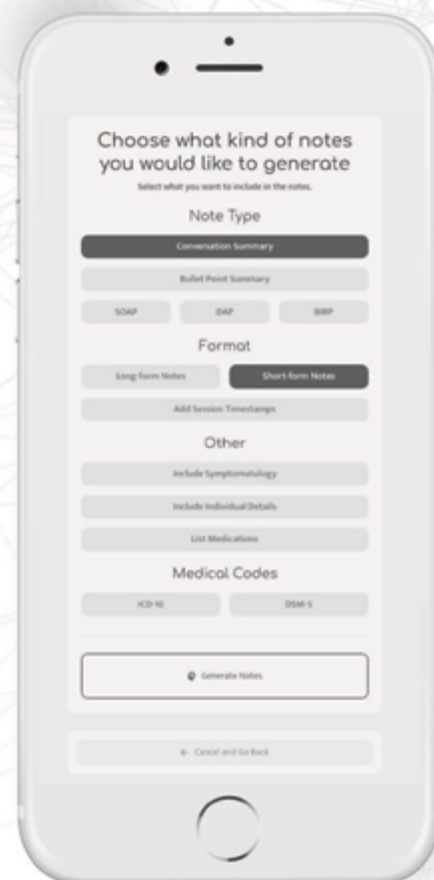 Choose what kind of notes
you would like to generate
Select what you want to include in the notes.
Note Type
Conversation Summary
Bullet Point Summary
SOAP DAP BIRP
Format
Long-form Notes Short-form Notes
Add Session Timestamps
Other
Include Symptomatology
Include Individual Details
List Medications
Medical Codes
ICD-10 DSM-5
Generate Notes
← Cancel and Go Back